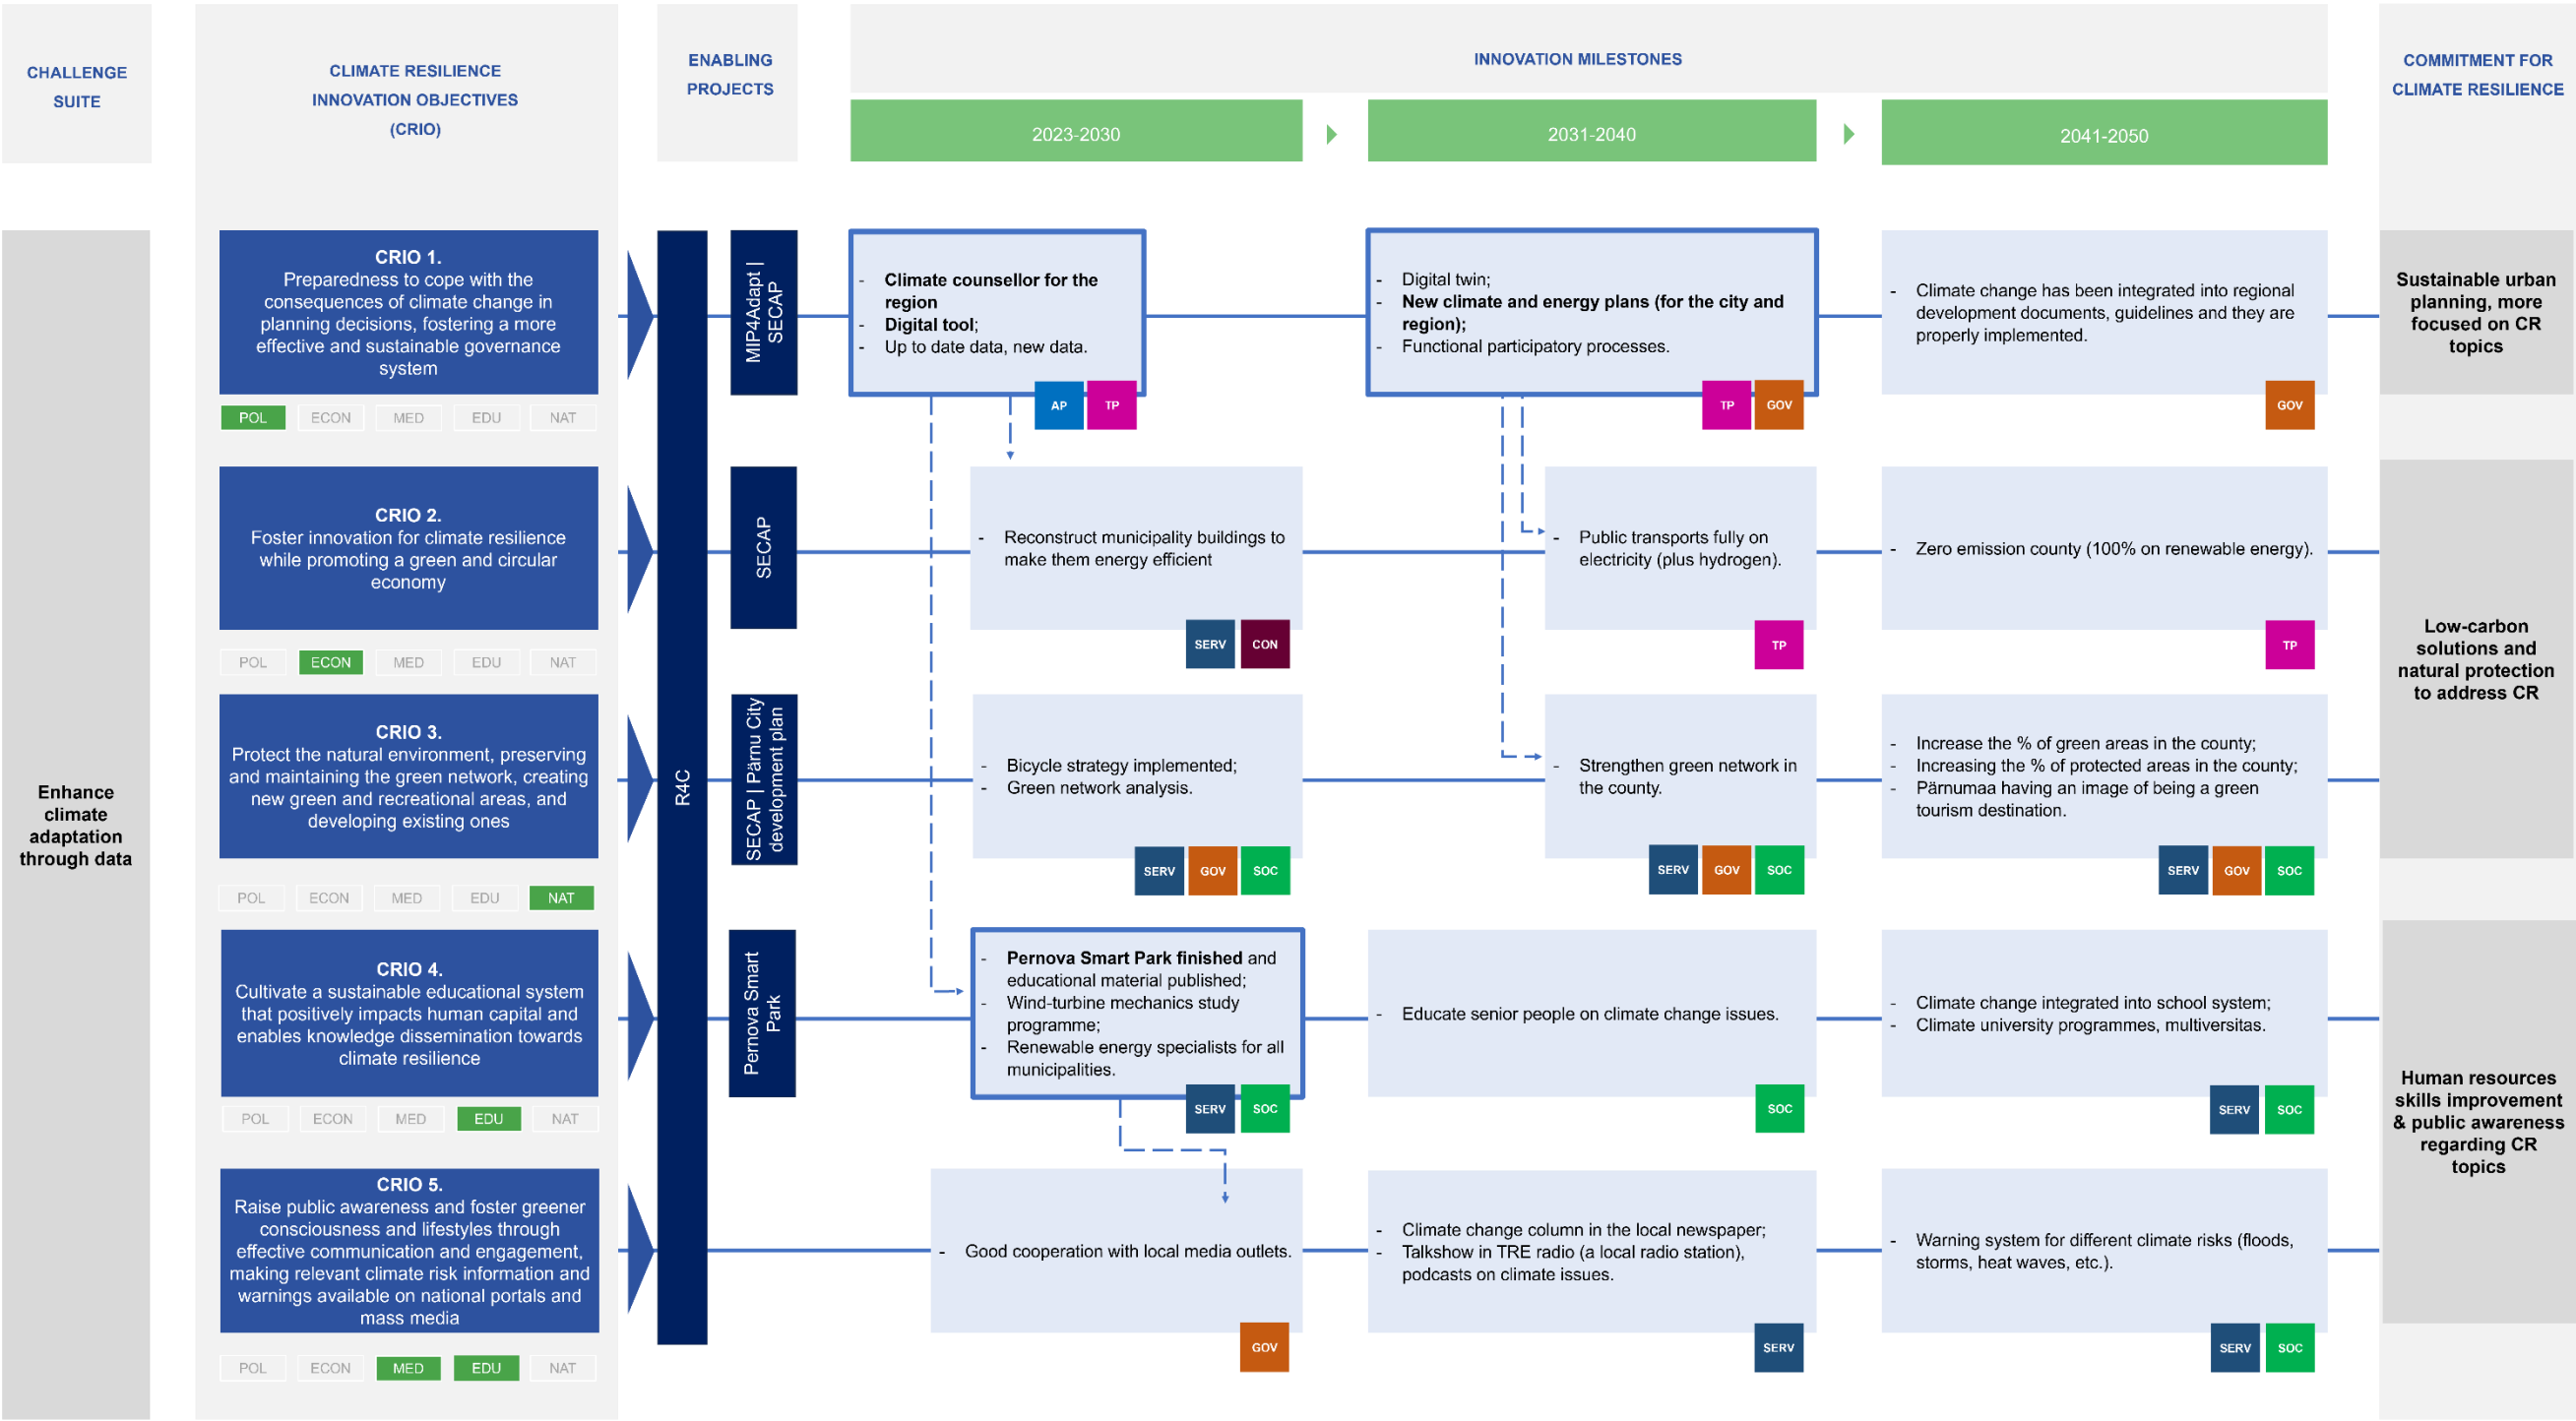 CHALLENGE
SUITE
CLIMATE RESILIENCE
INNOVATION OBJECTIVES
(CRIO)
ENABLING
PROJECTS
INNOVATION MILESTONES
2023-2030
2031-2040
2041-2050
COMMITMENT FOR
CLIMATE RESILIENCE
Enhance
climate
adaptation
through data
R4C
CRIO 1.
Preparedness to cope with the
consequences of climate change in
planning decisions, fostering a more
effective and sustainable governance
system
POL ECON MED EDU NAT
MIP4Adapt |
SECAP
- Climate counsellor for the
region
- Digital tool;
- Up to date data, new data.
AP TP
- Digital twin;
- New climate and energy plans (for the city and
region);
- Functional participatory processes.
TP GOV
- Climate change has been integrated into regional
development documents, guidelines and they are
properly implemented.
GOV
Sustainable urban
planning, more
focused on CR
topics
CRIO 2.
Foster innovation for climate resilience
while promoting a green and circular
economy
POL ECON MED EDU NAT
SECAP
- Reconstruct municipality buildings to
make them energy efficient
SERV CON
- Public transports fully on
electricity (plus hydrogen).
TP
- Zero emission county (100% on renewable energy).
TP
Low-carbon
solutions and
natural protection
to address CR
CRIO 3.
Protect the natural environment, preserving
and maintaining the green network, creating
new green and recreational areas, and
developing existing ones
POL ECON MED EDU NAT
SECAP | Pärnu City
development plan
- Bicycle strategy implemented;
- Green network analysis.
SERV GOV SOC
- Strengthen green network in
the county.
SERV GOV SOC
- Increase the % of green areas in the county;
- Increasing the % of protected areas in the county;
- Pärnumaa having an image of being a green
tourism destination.
SERV GOV SOC
CRIO 4.
Cultivate a sustainable educational system
that positively impacts human capital and
enables knowledge dissemination towards
climate resilience
POL ECON MED EDU NAT
Pernova Smart
Park
- Pernova Smart Park finished and
educational material published;
- Wind-turbine mechanics study
programme;
- Renewable energy specialists for all
municipalities.
SERV SOC
- Educate senior people on climate change issues.
SOC
- Climate change integrated into school system;
- Climate university programmes, multiversitas.
SERV SOC
Human resources
skills improvement
& public awareness
regarding CR
topics
CRIO 5.
Raise public awareness and foster greener
consciousness and lifestyles through
effective communication and engagement,
making relevant climate risk information and
warnings available on national portals and
mass media
POL ECON MED EDU NAT
- Good cooperation with local media outlets.
GOV
- Climate change column in the local newspaper;
- Talkshow in TRE radio (a local radio station),
podcasts on climate issues.
SERV
- Warning system for different climate risks (floods,
storms, heat waves, etc.).
SERV SOC